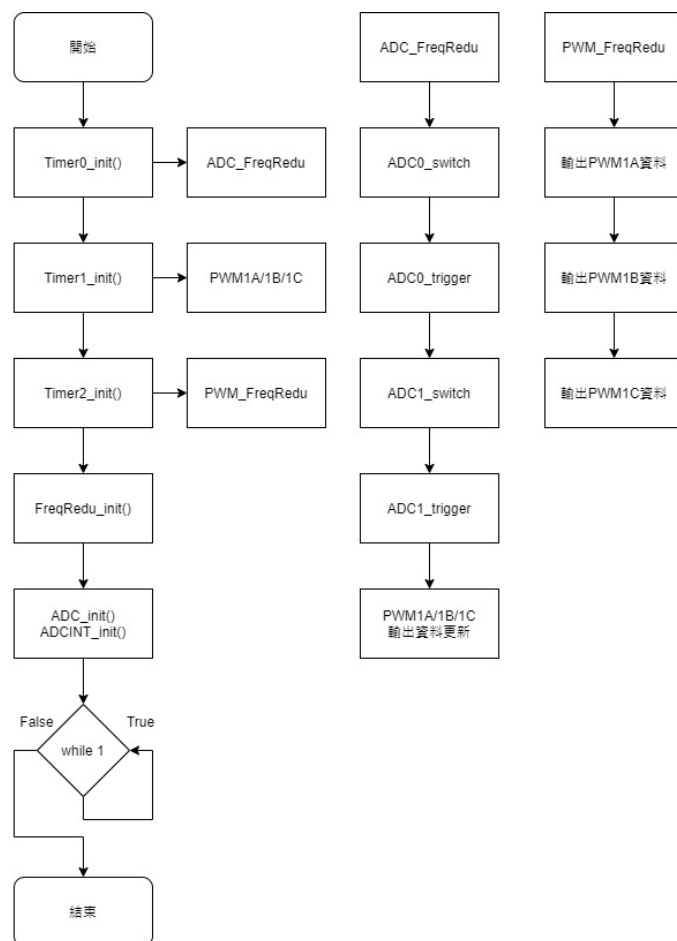 開始
Timer0_init()
ADC_FreqRedu
Timer1_init()
PWM1A/1B/1C
Timer2_init()
PWM_FreqRedu
FreqRedu_init()
ADC_init()
ADCINT_init()
False
True
while 1
結束
ADC_FreqRedu
ADC0_switch
ADC0_trigger
ADC1_switch
ADC1_trigger
PWM1A/1B/1C
輸出資料更新
PWM_FreqRedu
輸出PWM1A資料
輸出PWM1B資料
輸出PWM1C資料